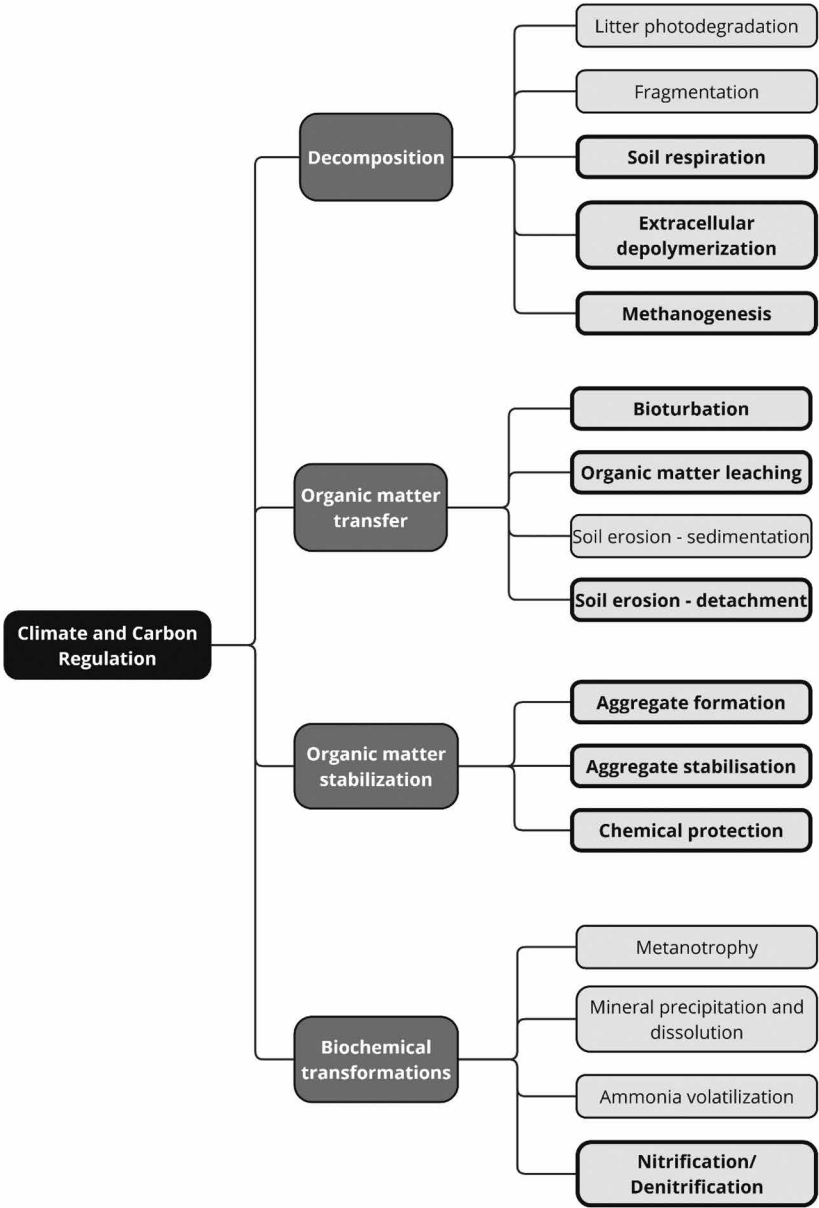 Litter photodegradation
Fragmentation
Decomposition
Soil respiration
Extracellular
depolymerization
Methanogenesis
Bioturbation
Organic matter leaching
Organic matter
transfer
Soil erosion - sedimentation
Soil erosion - detachment
Climate and Carbon
Regulation
Aggregate formation
Organic matter
stabilization
Aggregate stabilisation
Chemical protection
Metanotrophy
Mineral precipitation and
dissolution
Biochemical
transformations
Ammonia volatilization
Nitrification/
Denitrification